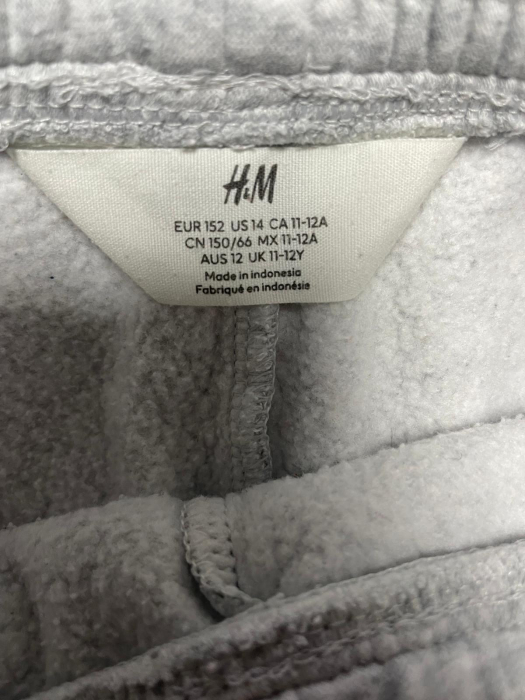 H&M
EUR 152 US 14 CA 11-12A
CN 150/66 MX 11-12A
AUS 12 UK 11-12Y
Made in indonesia
Fabriqué en indonésie